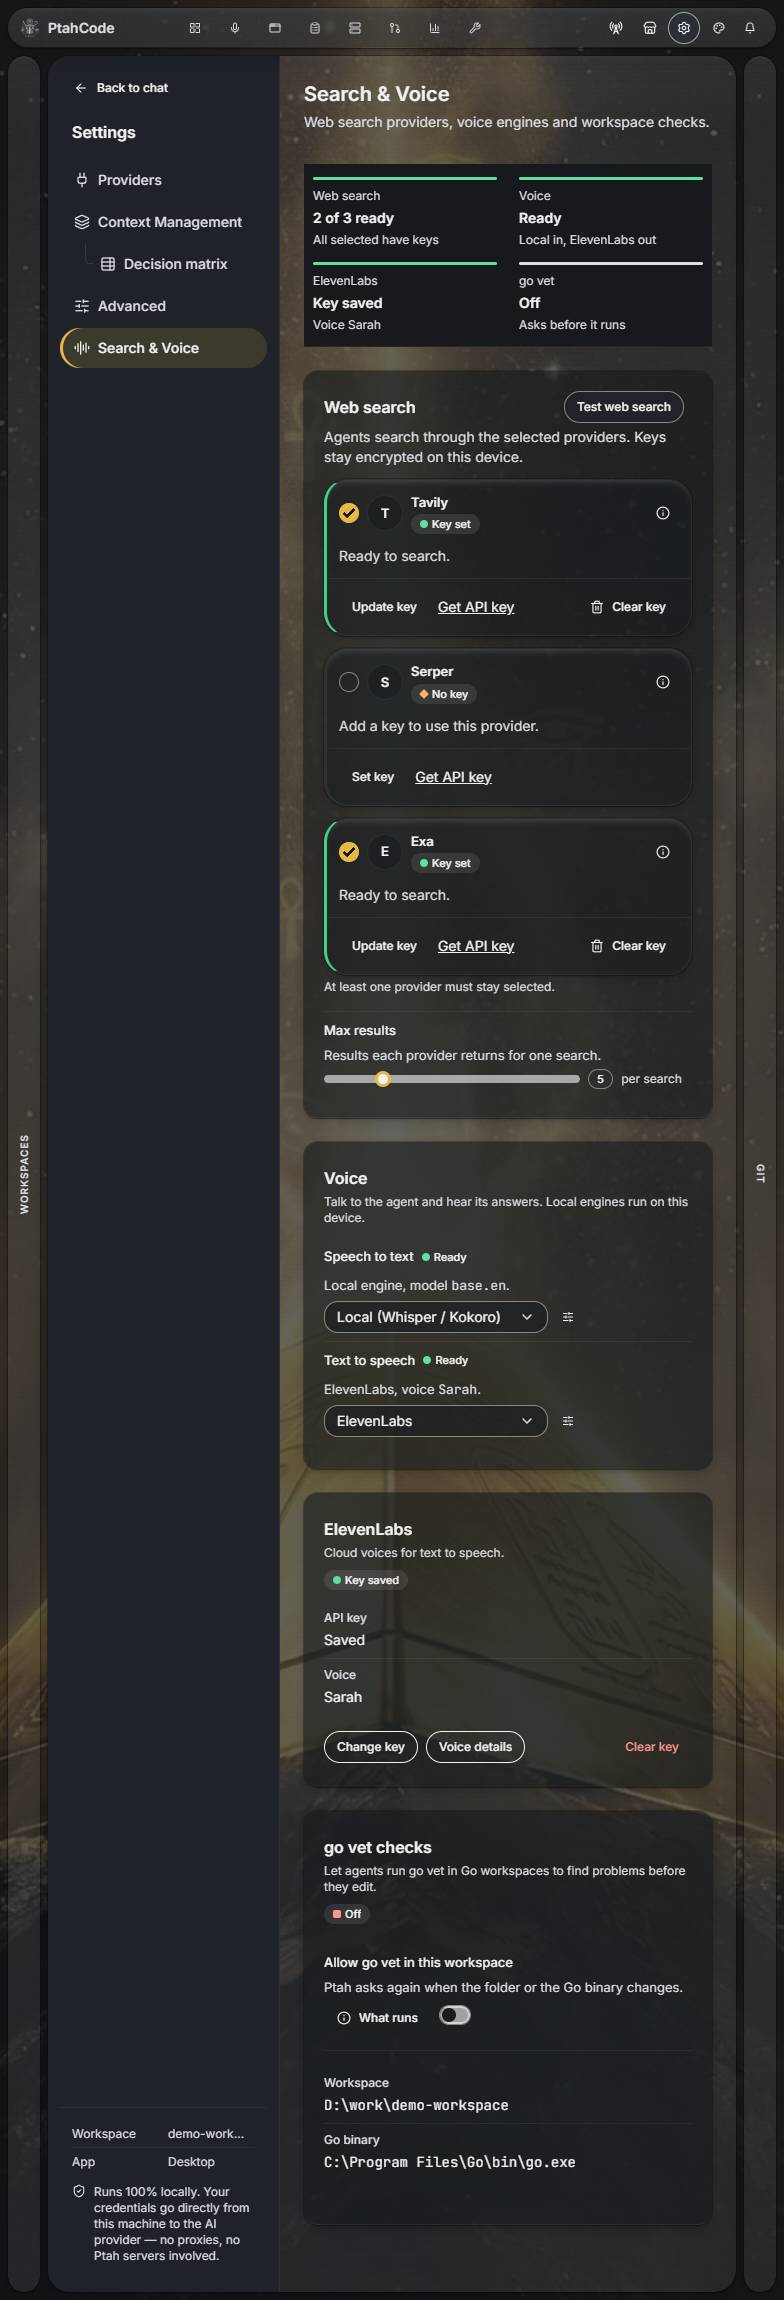 PtahCode
Back to chat
Settings
Providers
Context Management
Decision matrix
Advanced
Search & Voice
WORKSPACES
Workspace demo-work...
App Desktop
Runs 100% locally. Your
credentials go directly from
this machine to the AI
provider — no proxies, no
Ptah servers involved.
Search & Voice
Web search providers, voice engines and workspace checks.
Web search
2 of 3 ready
All selected have keys
Voice
Ready
Local in, ElevenLabs out
ElevenLabs
Key saved
Voice Sarah
go vet
Off
Asks before it runs
Web search
Test web search
Agents search through the selected providers. Keys
stay encrypted on this device.
T
Tavily
Key set
Ready to search.
Update key Get API key Clear key
S
Serper
No key
Add a key to use this provider.
Set key Get API key
E
Exa
Key set
Ready to search.
Update key Get API key Clear key
At least one provider must stay selected.
Max results
Results each provider returns for one search.
5 per search
Voice
Talk to the agent and hear its answers. Local engines run on this
device.
Speech to text Ready
Local engine, model base.en.
Local (Whisper / Kokoro)
Text to speech Ready
ElevenLabs, voice Sarah.
ElevenLabs
ElevenLabs
Cloud voices for text to speech.
Key saved
API key
Saved
Voice
Sarah
Change key Voice details Clear key
go vet checks
Let agents run go vet in Go workspaces to find problems before
they edit.
Off
Allow go vet in this workspace
Ptah asks again when the folder or the Go binary changes.
What runs
Workspace
D:\work\demo-workspace
Go binary
C:\Program Files\Go\bin\go.exe
GIT